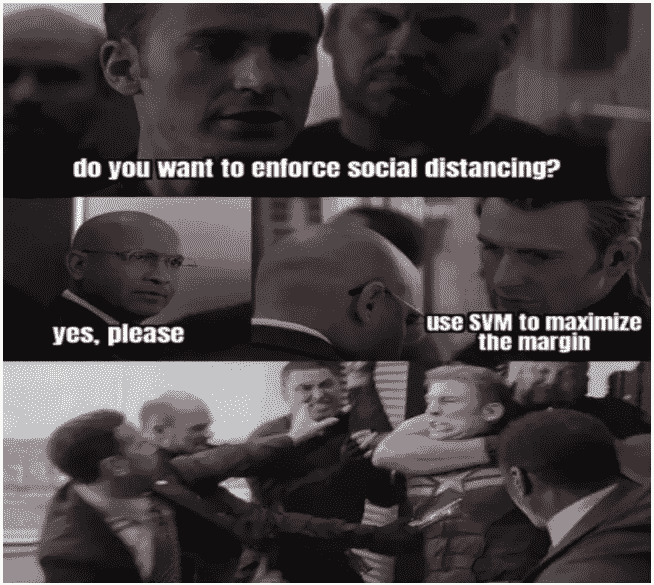 do you want to enforce social distancing?
yes, please
use SVM to maximize
the margin